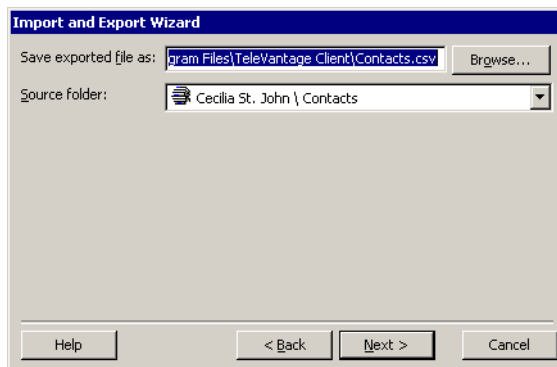 Import and Export Wizard
Save exported file as: gram Files\TeleVantage Client\Contacts.csv Browse...
Source folder: Cecilia St. John \ Contacts
Help < Back Next > Cancel